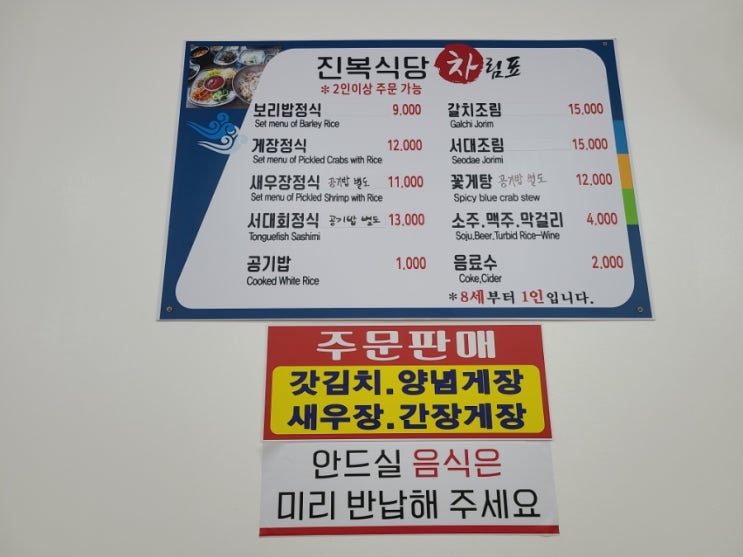 진복식당 차림표
*2인이상 주문 가능
보리밥정식 9,000
Set menu of Barley Rice
게장정식 12,000
Set menu of Pickled Crabs with Rice
새우장정식 공기밥 별도 11,000
Set menu of Pickled Shrimp with Rice
서대회정식 공기밥 별도 13,000
Tonguefish Sashimi
공기밥 1,000
Cooked White Rice
갈치조림 15,000
Galchi Jorim
서대조림 15,000
Seodae Jorimi
꽃게탕 공기밥 별도 12,000
Spicy blue crab stew
소주.맥주.막걸리 4,000
Soju,Beer,Turbid Rice-Wine
음료수 2,000
Coke,Cider
*8세부터 1인입니다.
주문판매
갓김치.양념게장
새우장.간장게장
안드실 음식은
미리 반납해 주세요